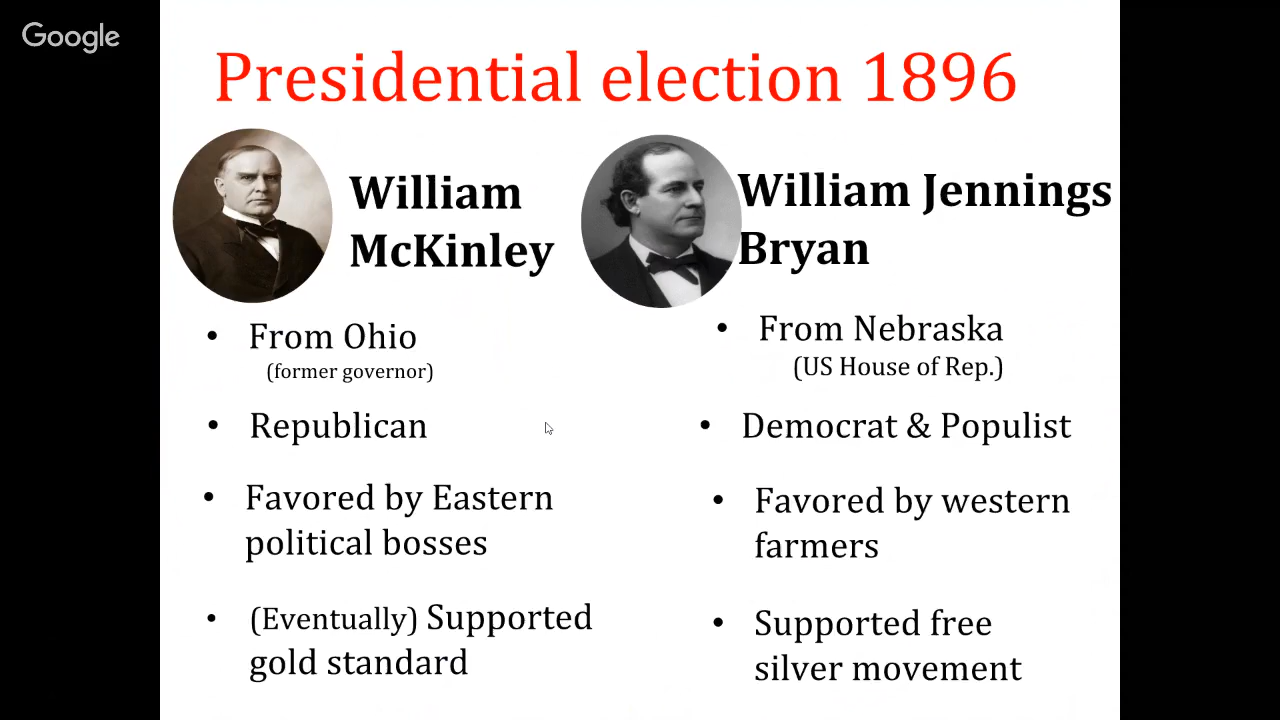 Google
Presidential election 1896
William
McKinley
• From Ohio
(former governor)
• Republican
• Favored by Eastern
political bosses
• (Eventually) Supported
gold standard
William Jennings
Bryan
• From Nebraska
(US House of Rep.)
• Democrat & Populist
• Favored by western
farmers
• Supported free
silver movement